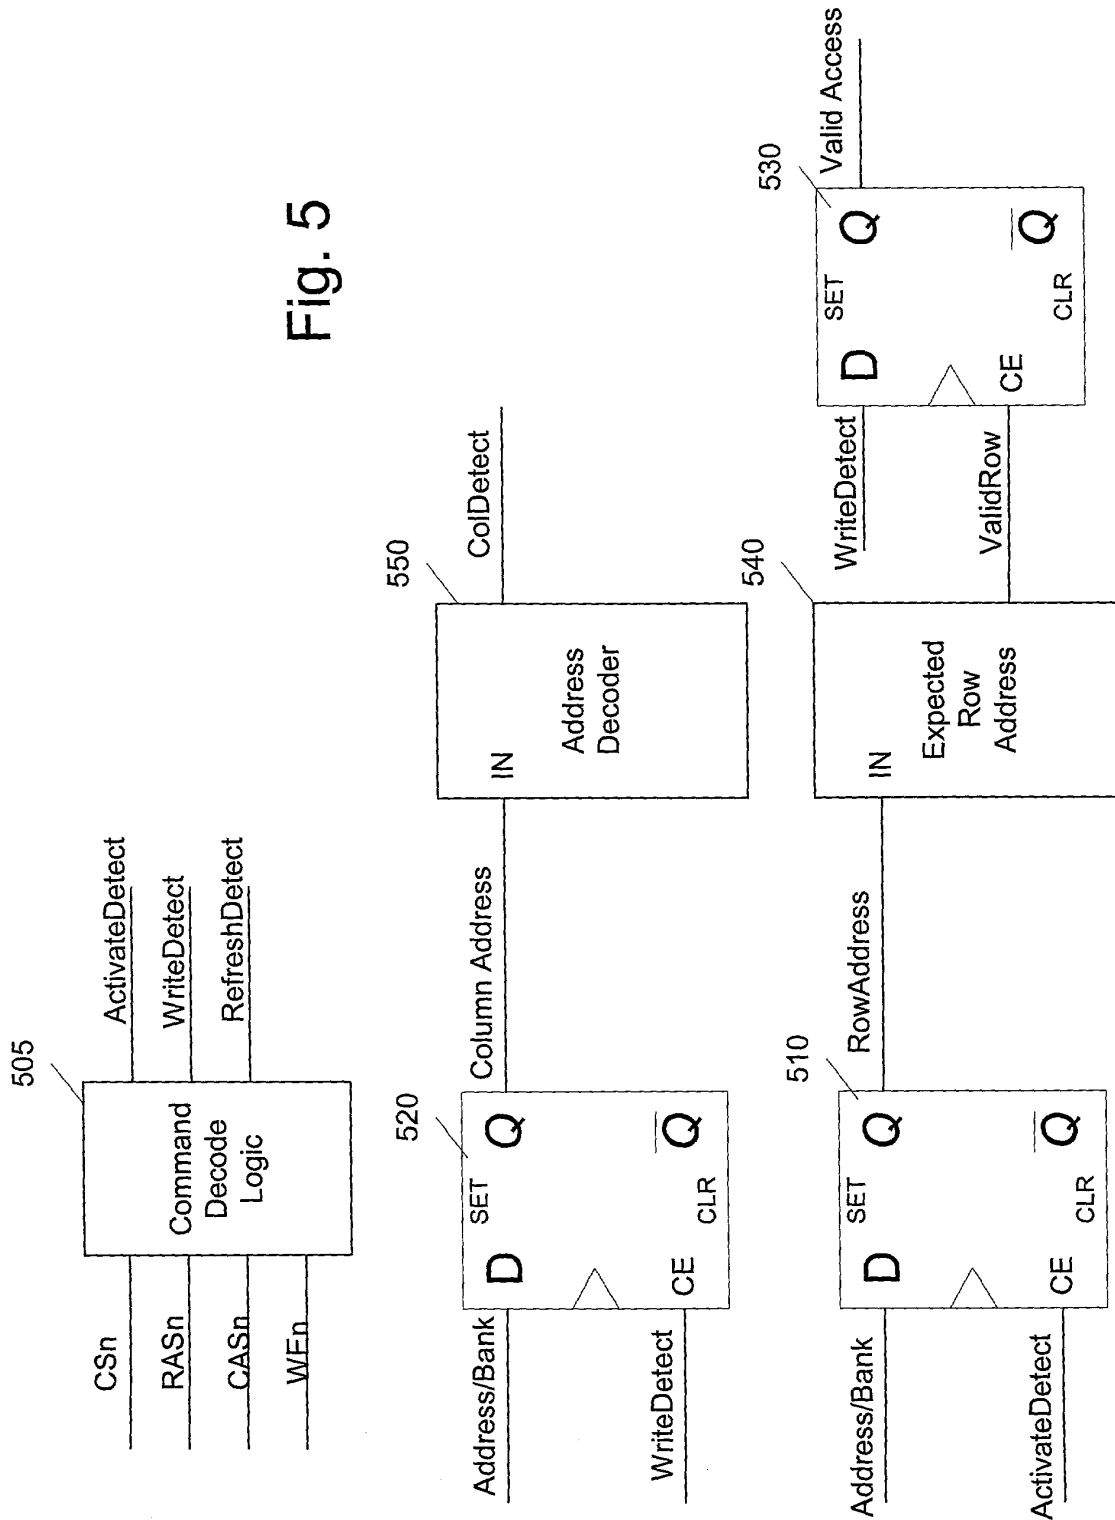 Fig. 5
505
CSn
RASn
CASn
WEn
Command
Decode
Logic
ActivateDetect
WriteDetect
RefreshDetect
520
Address/Bank
WriteDetect
D
SET
Q
CE
CLR
Q
Column Address
550
IN
Address
Decoder
ColDetect
510
Address/Bank
ActivateDetect
D
SET
Q
CE
CLR
Q
RowAddress
540
IN
Expected
Row
Address
WriteDetect
ValidRow
530
D
SET
Q
CE
CLR
Q
Valid Access